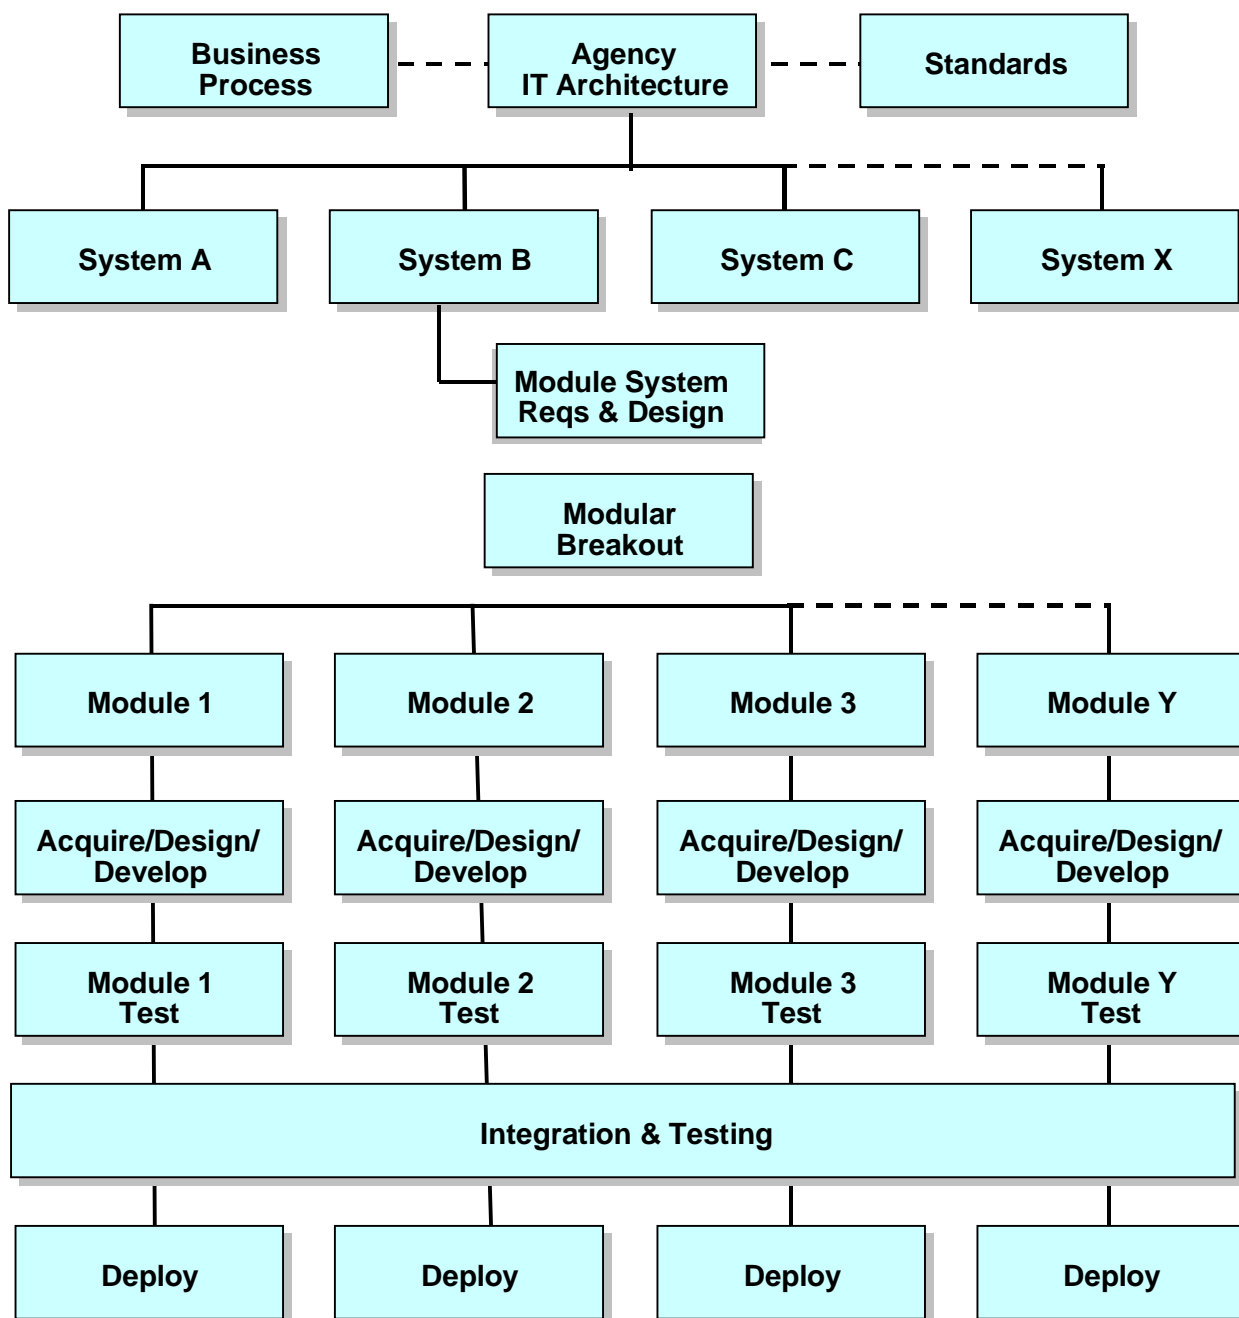 Business
Process
Agency
IT Architecture
Standards
System A
System B
System C
System X
Module System
Reqs & Design
Modular
Breakout
Module 1
Module 2
Module 3
Module Y
Acquire/Design/
Develop
Acquire/Design/
Develop
Acquire/Design/
Develop
Acquire/Design/
Develop
Module 1
Test
Module 2
Test
Module 3
Test
Module Y
Test
Integration & Testing
Deploy
Deploy
Deploy
Deploy